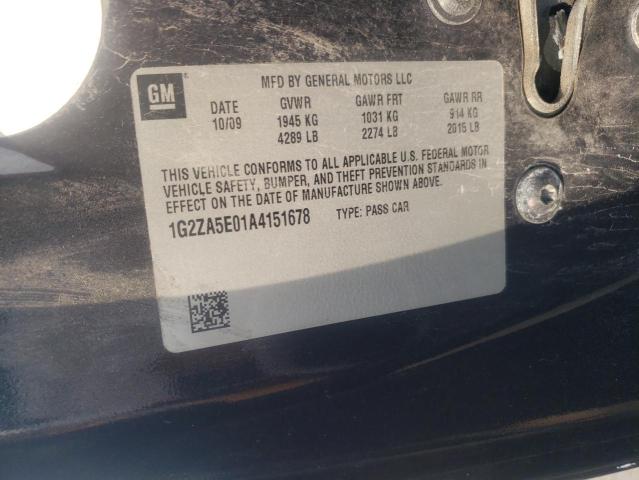 GM
MFD BY GENERAL MOTORS LLC
DATE GVWR GAWR FRT GAWR RR
10/09 1945 KG 1031 KG 914 KG
4289 LB 2274 LB 2015 LB
THIS VEHICLE CONFORMS TO ALL APPLICABLE U.S. FEDERAL MOTOR
VEHICLE SAFETY, BUMPER, AND THEFT PREVENTION STANDARDS IN
EFFECT ON THE DATE OF MANUFACTURE SHOWN ABOVE.
1G2ZA5E01A4151678 TYPE: PASS CAR